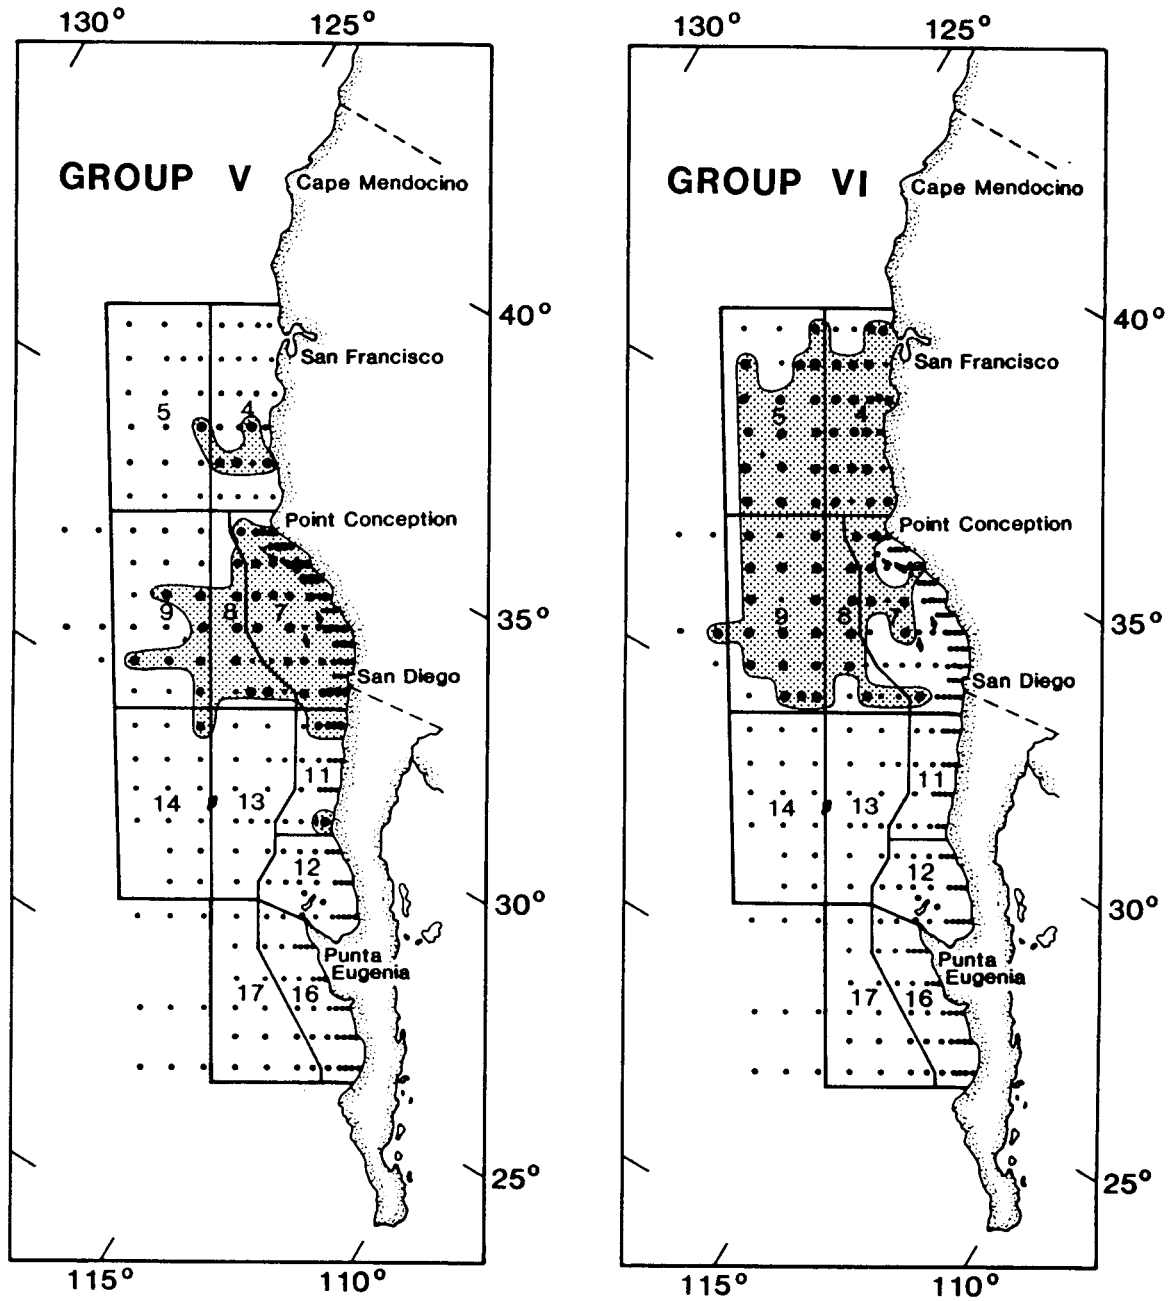 130° 125°
GROUP V
Cape Mendocino
40°
San Francisco
5 4
Point Conception
9 8 7
35°
San Diego
14 13 11
12
30°
Punta
Eugenia
17 16
25°
115° 110°
130° 125°
GROUP VI
Cape Mendocino
40°
San Francisco
5 4
Point Conception
9 8 7
35°
San Diego
14 13 11
12
30°
Punta
Eugenia
17 16
25°
115° 110°